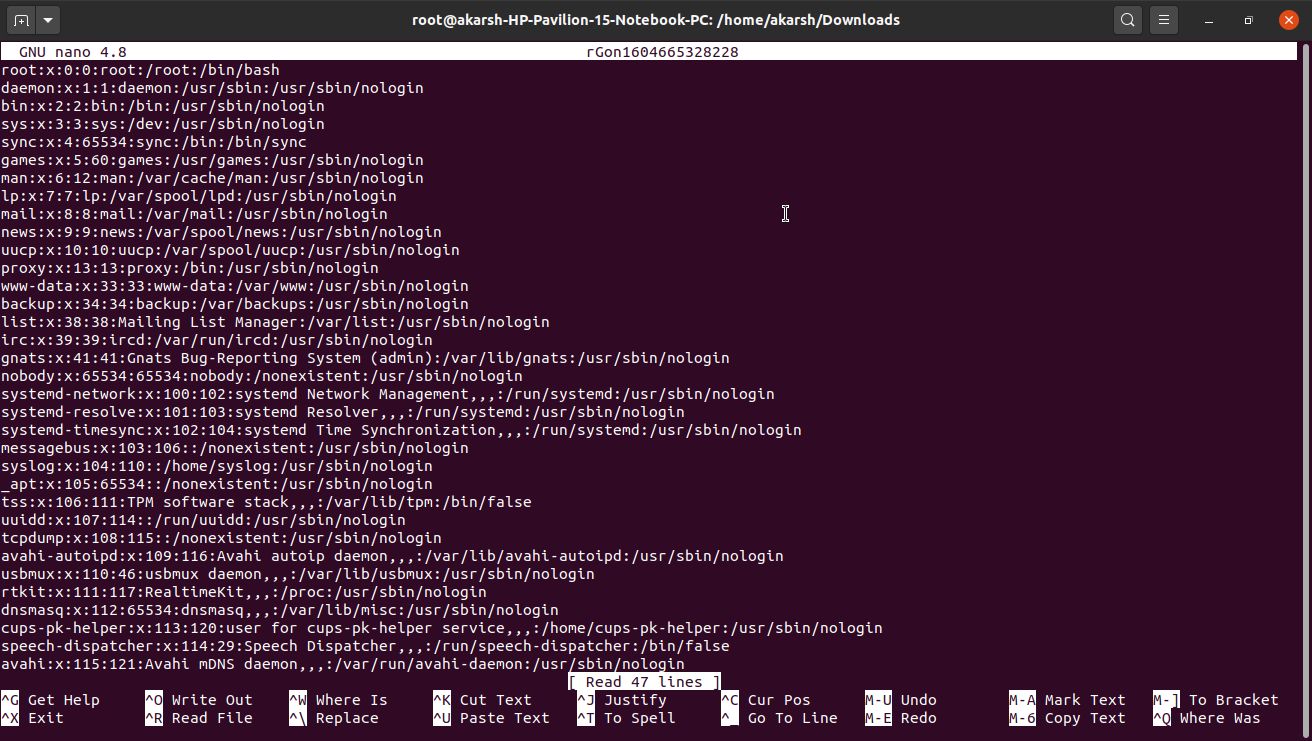 root@akarsh-HP-Pavilion-15-Notebook-PC: /home/akarsh/Downloads
GNU nano 4.8 rGon1604665328228
root:x:0:0:root:/root:/bin/bash
daemon:x:1:1:daemon:/usr/sbin:/usr/sbin/nologin
bin:x:2:2:bin:/bin:/usr/sbin/nologin
sys:x:3:3:sys:/dev:/usr/sbin/nologin
sync:x:4:65534:sync:/bin:/bin/sync
games:x:5:60:games:/usr/games:/usr/sbin/nologin
man:x:6:12:man:/var/cache/man:/usr/sbin/nologin
lp:x:7:7:lp:/var/spool/lpd:/usr/sbin/nologin
mail:x:8:8:mail:/var/mail:/usr/sbin/nologin
news:x:9:9:news:/var/spool/news:/usr/sbin/nologin
uucp:x:10:10:uucp:/var/spool/uucp:/usr/sbin/nologin
proxy:x:13:13:proxy:/bin:/usr/sbin/nologin
www-data:x:33:33:www-data:/var/www:/usr/sbin/nologin
backup:x:34:34:backup:/var/backups:/usr/sbin/nologin
list:x:38:38:Mailing List Manager:/var/list:/usr/sbin/nologin
irc:x:39:39:ircd:/var/run/ircd:/usr/sbin/nologin
gnats:x:41:41:Gnats Bug-Reporting System (admin):/var/lib/gnats:/usr/sbin/nologin
nobody:x:65534:65534:nobody:/nonexistent:/usr/sbin/nologin
systemd-network:x:100:102:systemd Network Management,,,:/run/systemd:/usr/sbin/nologin
systemd-resolve:x:101:103:systemd Resolver,,,:/run/systemd:/usr/sbin/nologin
systemd-timesync:x:102:104:systemd Time Synchronization,,,:/run/systemd:/usr/sbin/nologin
messagebus:x:103:106::/nonexistent:/usr/sbin/nologin
syslog:x:104:110::/home/syslog:/usr/sbin/nologin
_apt:x:105:65534::/nonexistent:/usr/sbin/nologin
tss:x:106:111:TPM software stack,,,:/var/lib/tpm:/bin/false
uuidd:x:107:114::/run/uuidd:/usr/sbin/nologin
tcpdump:x:108:115::/nonexistent:/usr/sbin/nologin
avahi-autoipd:x:109:116:Avahi autoip daemon,,,:/var/lib/avahi-autoipd:/usr/sbin/nologin
usbmux:x:110:46:usbmux daemon,,,:/var/lib/usbmux:/usr/sbin/nologin
rtkit:x:111:117:RealtimeKit,,,:/proc:/usr/sbin/nologin
dnsmasq:x:112:65534:dnsmasq,,,:/var/lib/misc:/usr/sbin/nologin
cups-pk-helper:x:113:120:user for cups-pk-helper service,,,:/home/cups-pk-helper:/usr/sbin/nologin
speech-dispatcher:x:114:29:Speech Dispatcher,,,:/run/speech-dispatcher:/bin/false
avahi:x:115:121:Avahi mDNS daemon,,,:/var/run/avahi-daemon:/usr/sbin/nologin
[ Read 47 lines ]
^G Get Help ^O Write Out ^W Where Is ^K Cut Text ^J Justify ^C Cur Pos M-U Undo M-A Mark Text M-] To Bracket
^X Exit ^R Read File ^\ Replace ^U Paste Text ^T To Spell ^_ Go To Line M-E Redo M-6 Copy Text ^Q Where Was